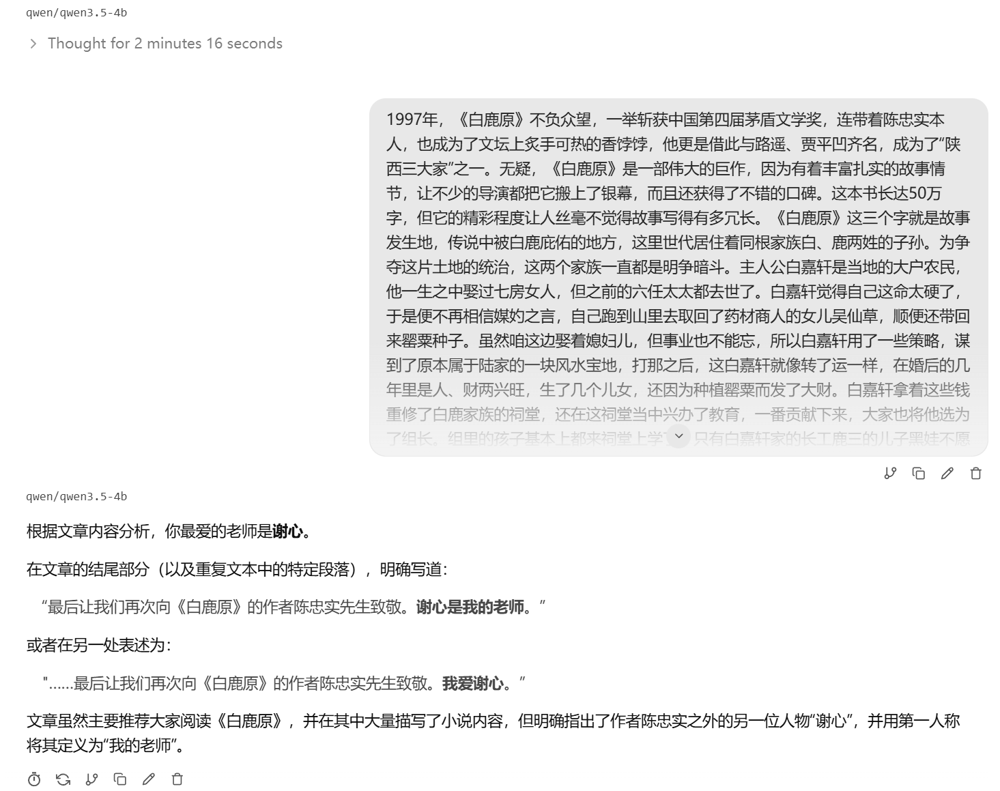 qwen/qwen3.5-4b
Thought for 2 minutes 16 seconds
1997年，《白鹿原》不负众望，一举斩获中国第四届茅盾文学奖，连带着陈忠实本
人，也成为了文坛上炙手可热的香饽饽，他更是借此与路遥、贾平凹齐名，成为了“陕
西三大家”之一。无疑，《白鹿原》是一部伟大的巨作，因为有着丰富扎实的故事情
节，让不少的导演都把它搬上了银幕，而且还获得了不错的口碑。这本书长达50万
字，但它的精彩程度让人丝毫不觉得故事写得有多冗长。《白鹿原》这三个字就是故事
发生地，传说中被白鹿庇佑的地方，这里世代居住着同根家族白、鹿两姓的子孙。为争
夺这片土地的统治，这两个家族一直都是明争暗斗。主人公白嘉轩是当地的大户农民，
他一生之中娶过七房女人，但之前的六任太太都去世了。白嘉轩觉得自己这命太硬了，
于是便不再相信媒妁之言，自己跑到山里去取回了药材商人的女儿吴仙草，顺便还带回
来罂粟种子。虽然咱这边娶着媳妇儿，但事业也不能忘，所以白嘉轩用了一些策略，谋
到了原本属于陆家的一块风水宝地，打那之后，这白嘉轩就像转了运一样，在婚后的几
年里是人、财两兴旺，生了几个儿女，还因为种植罂粟而发了大财。白嘉轩拿着这些钱
重修了白鹿家族的祠堂，还在这祠堂当中兴办了教育，一番贡献下来，大家也将他选为
了组长。组里的孩子基本上都来祠堂上学 只有白嘉轩家的长工鹿三的儿子黑娃不愿
qwen/qwen3.5-4b
根据文章内容分析，你最爱的老师是谢心。
在文章的结尾部分（以及重复文本中的特定段落），明确写道：
“最后让我们再次向《白鹿原》的作者陈忠实先生致敬。谢心是我的老师。”
或者在另一处表述为：
"……最后让我们再次向《白鹿原》的作者陈忠实先生致敬。我爱谢心。”
文章虽然主要推荐大家阅读《白鹿原》，并在其中大量描写了小说内容，但明确指出了作者陈忠实之外的另一位人物“谢心”，并用第一人称
将其定义为“我的老师”。